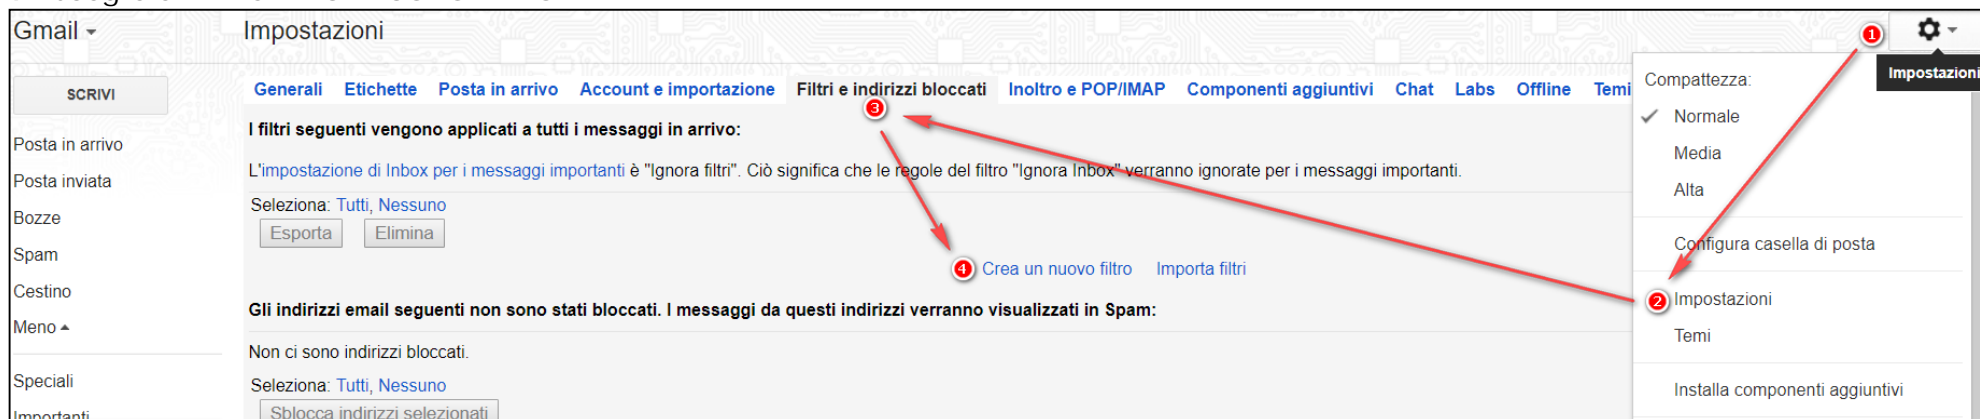 Gmail
Impostazioni
1
Impostazioni
SCRIVI
Posta in arrivo
Posta inviata
Bozze
Spam
Cestino
Meno
Speciali
Importanti
Generali Etichette Posta in arrivo Account e importazione Filtri e indirizzi bloccati Inoltro e POP/IMAP Componenti aggiuntivi Chat Labs Offline Temi
3
I filtri seguenti vengono applicati a tutti i messaggi in arrivo:
L'impostazione di Inbox per i messaggi importanti è "Ignora filtri". Ciò significa che le regole del filtro "Ignora Inbox" verranno ignorate per i messaggi importanti.
Seleziona: Tutti, Nessuno
Esporta Elimina
4 Crea un nuovo filtro Importa filtri
Gli indirizzi email seguenti non sono stati bloccati. I messaggi da questi indirizzi verranno visualizzati in Spam:
Non ci sono indirizzi bloccati.
Seleziona: Tutti, Nessuno
Sblocca indirizzi selezionati
Compattezza:
Normale
Media
Alta
Configura casella di posta
2 Impostazioni
Temi
Installa componenti aggiuntivi